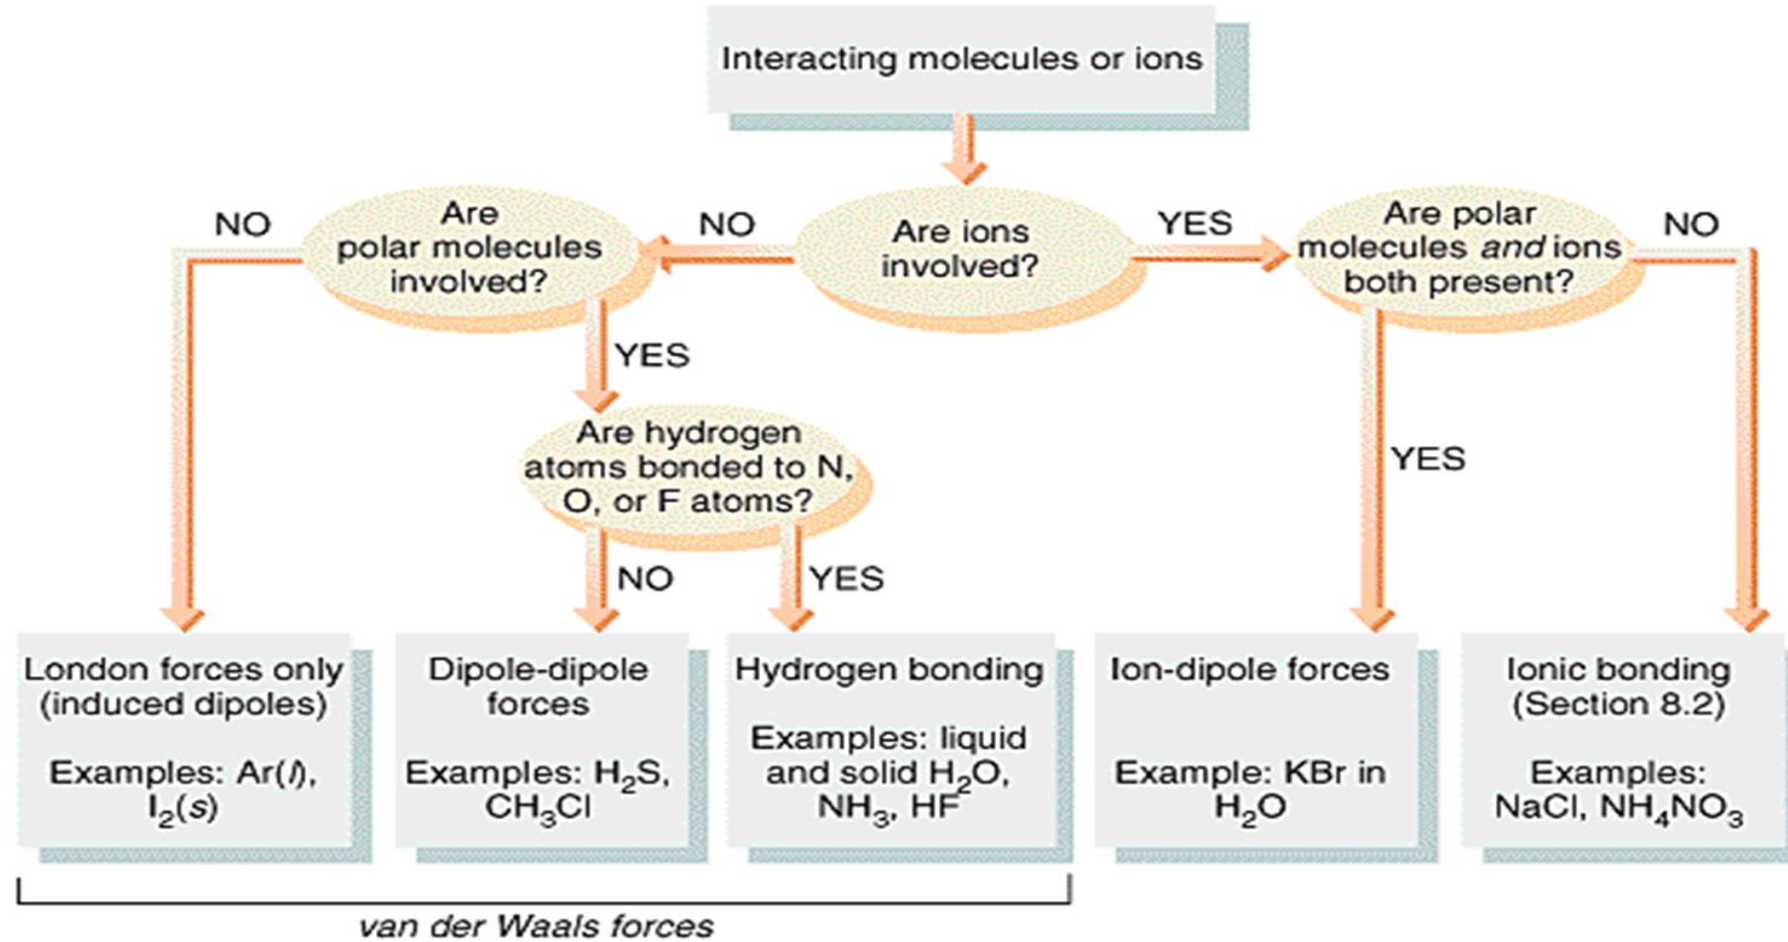 Interacting molecules or ions
NO
Are
polar molecules
involved?
NO
Are ions
involved?
YES
Are polar
molecules and ions
both present?
NO
YES
Are hydrogen
atoms bonded to N,
O, or F atoms?
YES
NO
YES
London forces only
(induced dipoles)
Examples: Ar(l),
I₂(s)
Dipole-dipole
forces
Examples: H₂S,
CH₃Cl
Hydrogen bonding
Examples: liquid
and solid H₂O,
NH₃, HF
Ion-dipole forces
Example: KBr in
H₂O
Ionic bonding
(Section 8.2)
Examples:
NaCl, NH₄NO₃
van der Waals forces